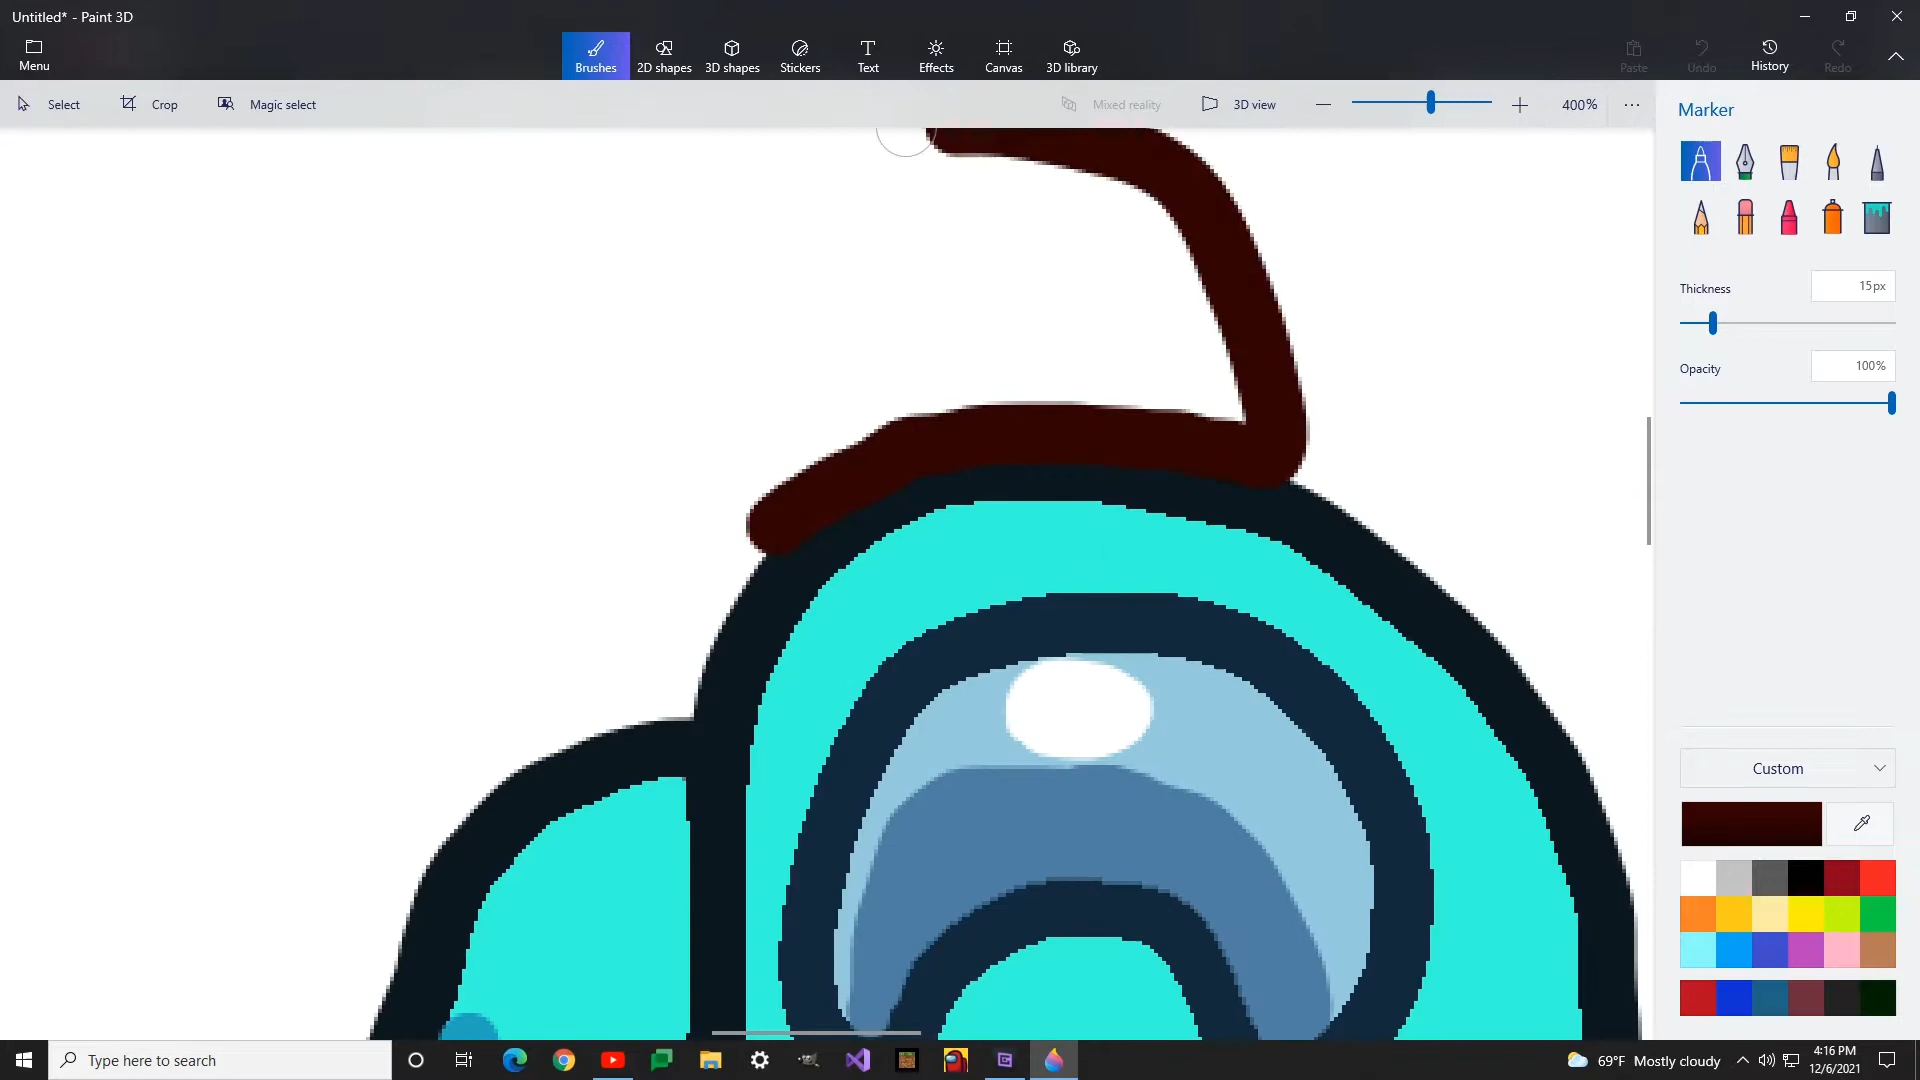 Untitled* - Paint 3D
Menu
Brushes
2D shapes
3D shapes
Stickers
Text
Effects
Canvas
3D library
Paste
Undo
History
Redo
Select
Crop
Magic select
Mixed reality
3D view
400%
Marker
Thickness
15px
Opacity
100%
Custom
Type here to search
69°F Mostly cloudy
4:16 PM
12/6/2021